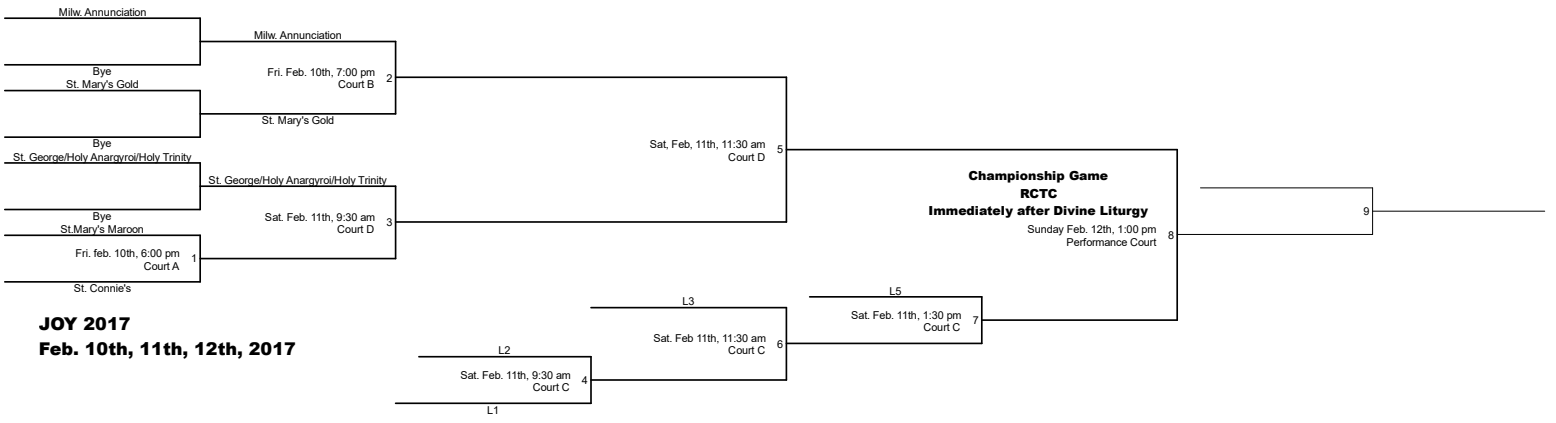 Milw. Annunciation
Bye
Milw. Annunciation
Fri. Feb. 10th, 7:00 pm
Court B
2
St. Mary's Gold
Bye
St. Mary's Gold
St. George/Holy Anargyroi/Holy Trinity
Bye
St. George/Holy Anargyroi/Holy Trinity
Sat. Feb. 11th, 9:30 am
Court D
3
St.Mary's Maroon
Fri. feb. 10th, 6:00 pm
Court A
1
St. Connie's
Sat, Feb, 11th, 11:30 am
Court D
5
Championship Game
RCTC
Immediately after Divine Liturgy
Sunday Feb. 12th, 1:00 pm
Performance Court
8
9
JOY 2017
Feb. 10th, 11th, 12th, 2017
L2
Sat. Feb. 11th, 9:30 am
Court C
4
L1
L3
Sat. Feb 11th, 11:30 am
Court C
6
L5
Sat. Feb. 11th, 1:30 pm
Court C
7